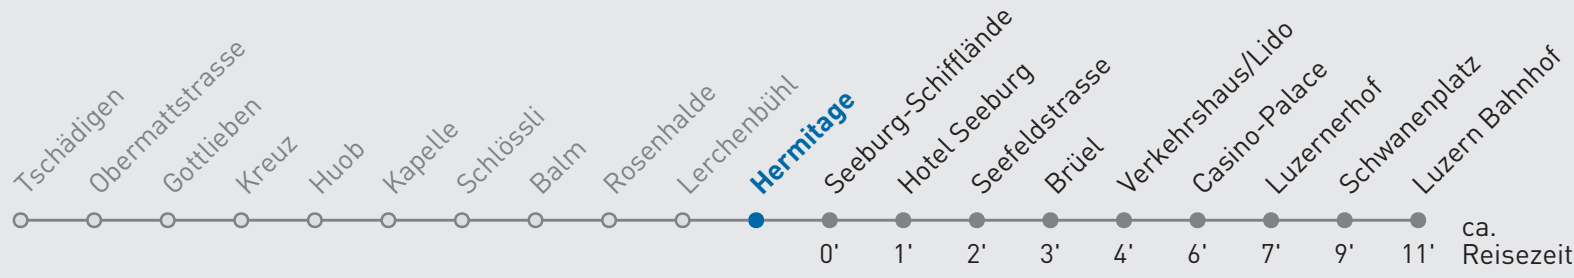 Tschädigen
Obermattstrasse
Gottlieben
Kreuz
Huob
Kapelle
Schlössli
Balm
Rosenhalde
Lerchenbühl
Hermitage
Seeburg-Schifflände
Hotel Seeburg
Seefeldstrasse
Brüel
Verkehrshaus/Lido
Casino-Palace
Luzernerhof
Schwanenplatz
Luzern Bahnhof
0' 1' 2' 3' 4' 6' 7' 9' 11'
ca.
Reisezeit